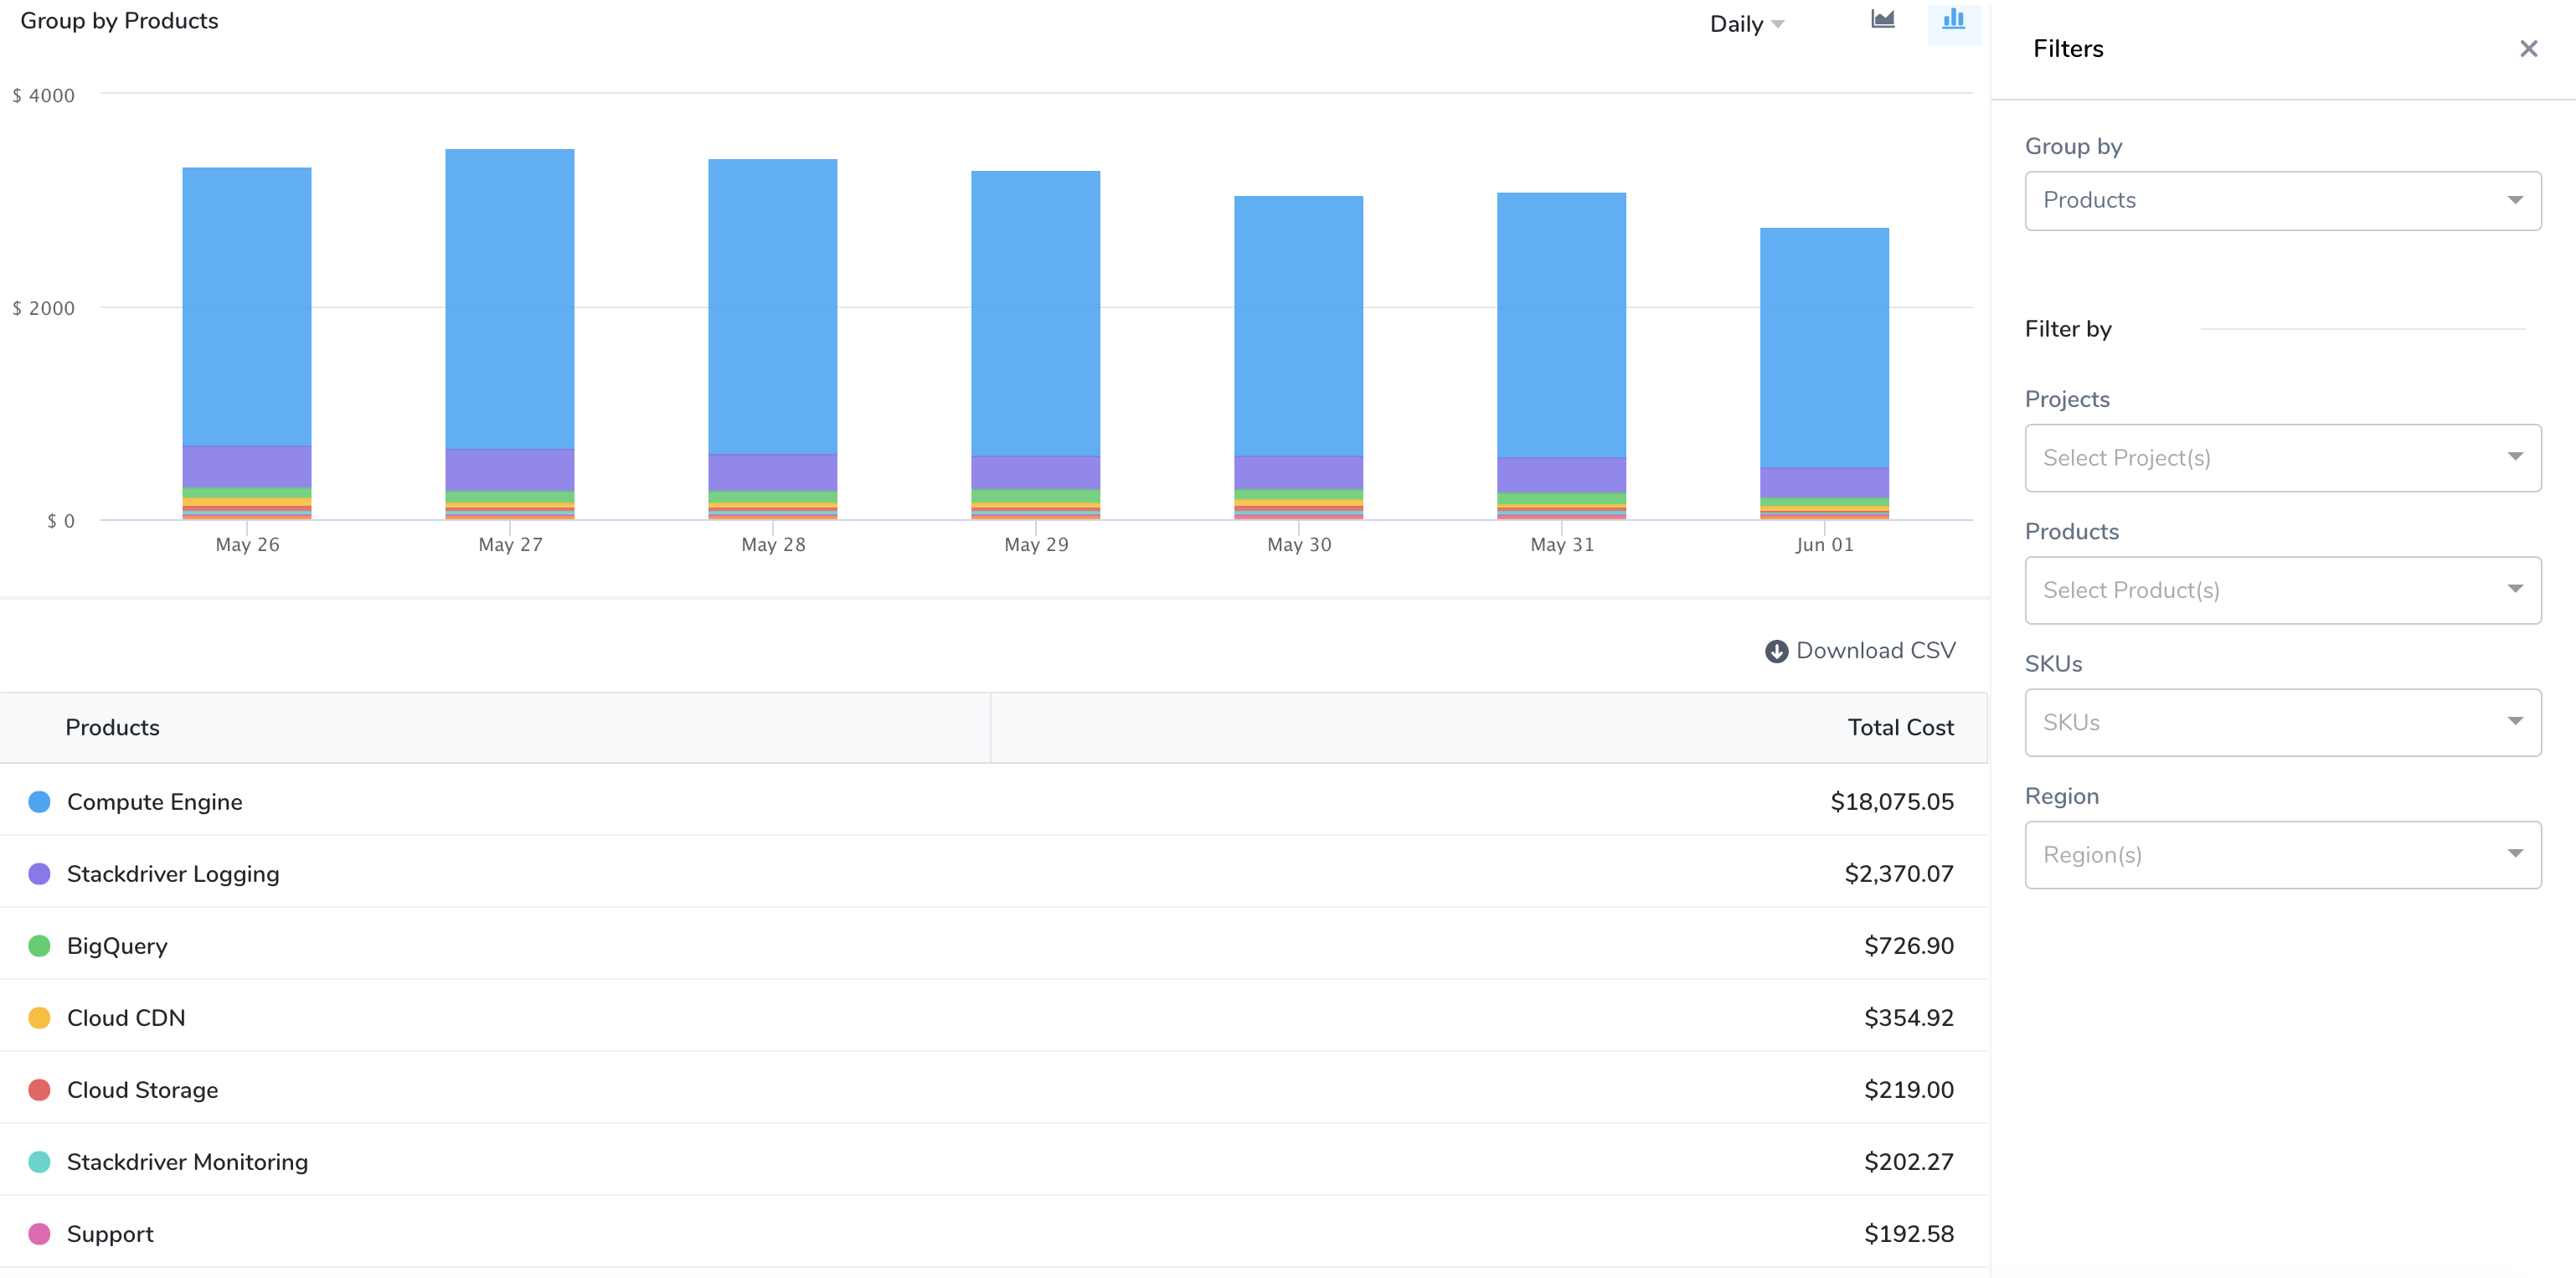 Group by Products
Daily
$ 4000
$ 2000
$ 0
May 26
May 27
May 28
May 29
May 30
May 31
Jun 01
Download CSV
Products Total Cost
Compute Engine $18,075.05
Stackdriver Logging $2,370.07
BigQuery $726.90
Cloud CDN $354.92
Cloud Storage $219.00
Stackdriver Monitoring $202.27
Support $192.58
Filters
Group by
Products
Filter by
Projects
Select Project(s)
Products
Select Product(s)
SKUs
SKUs
Region
Region(s)